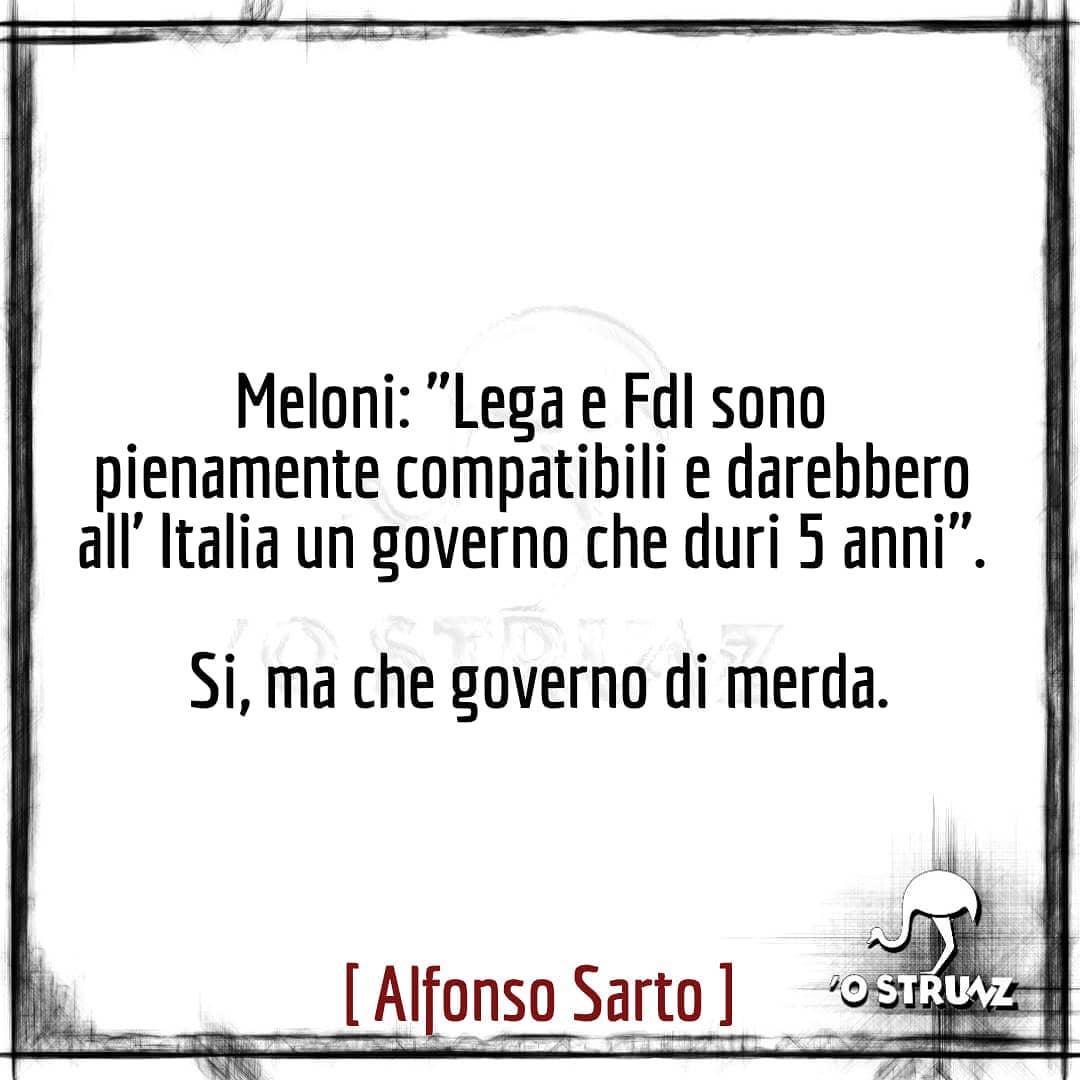 Meloni: "Lega e FdI sono
pienamente compatibili e darebbero
all' Italia un governo che duri 5 anni".
Si, ma che governo di merda.
'O STRUNZ
[ Alfonso Sarto ]
'O STRUNZ